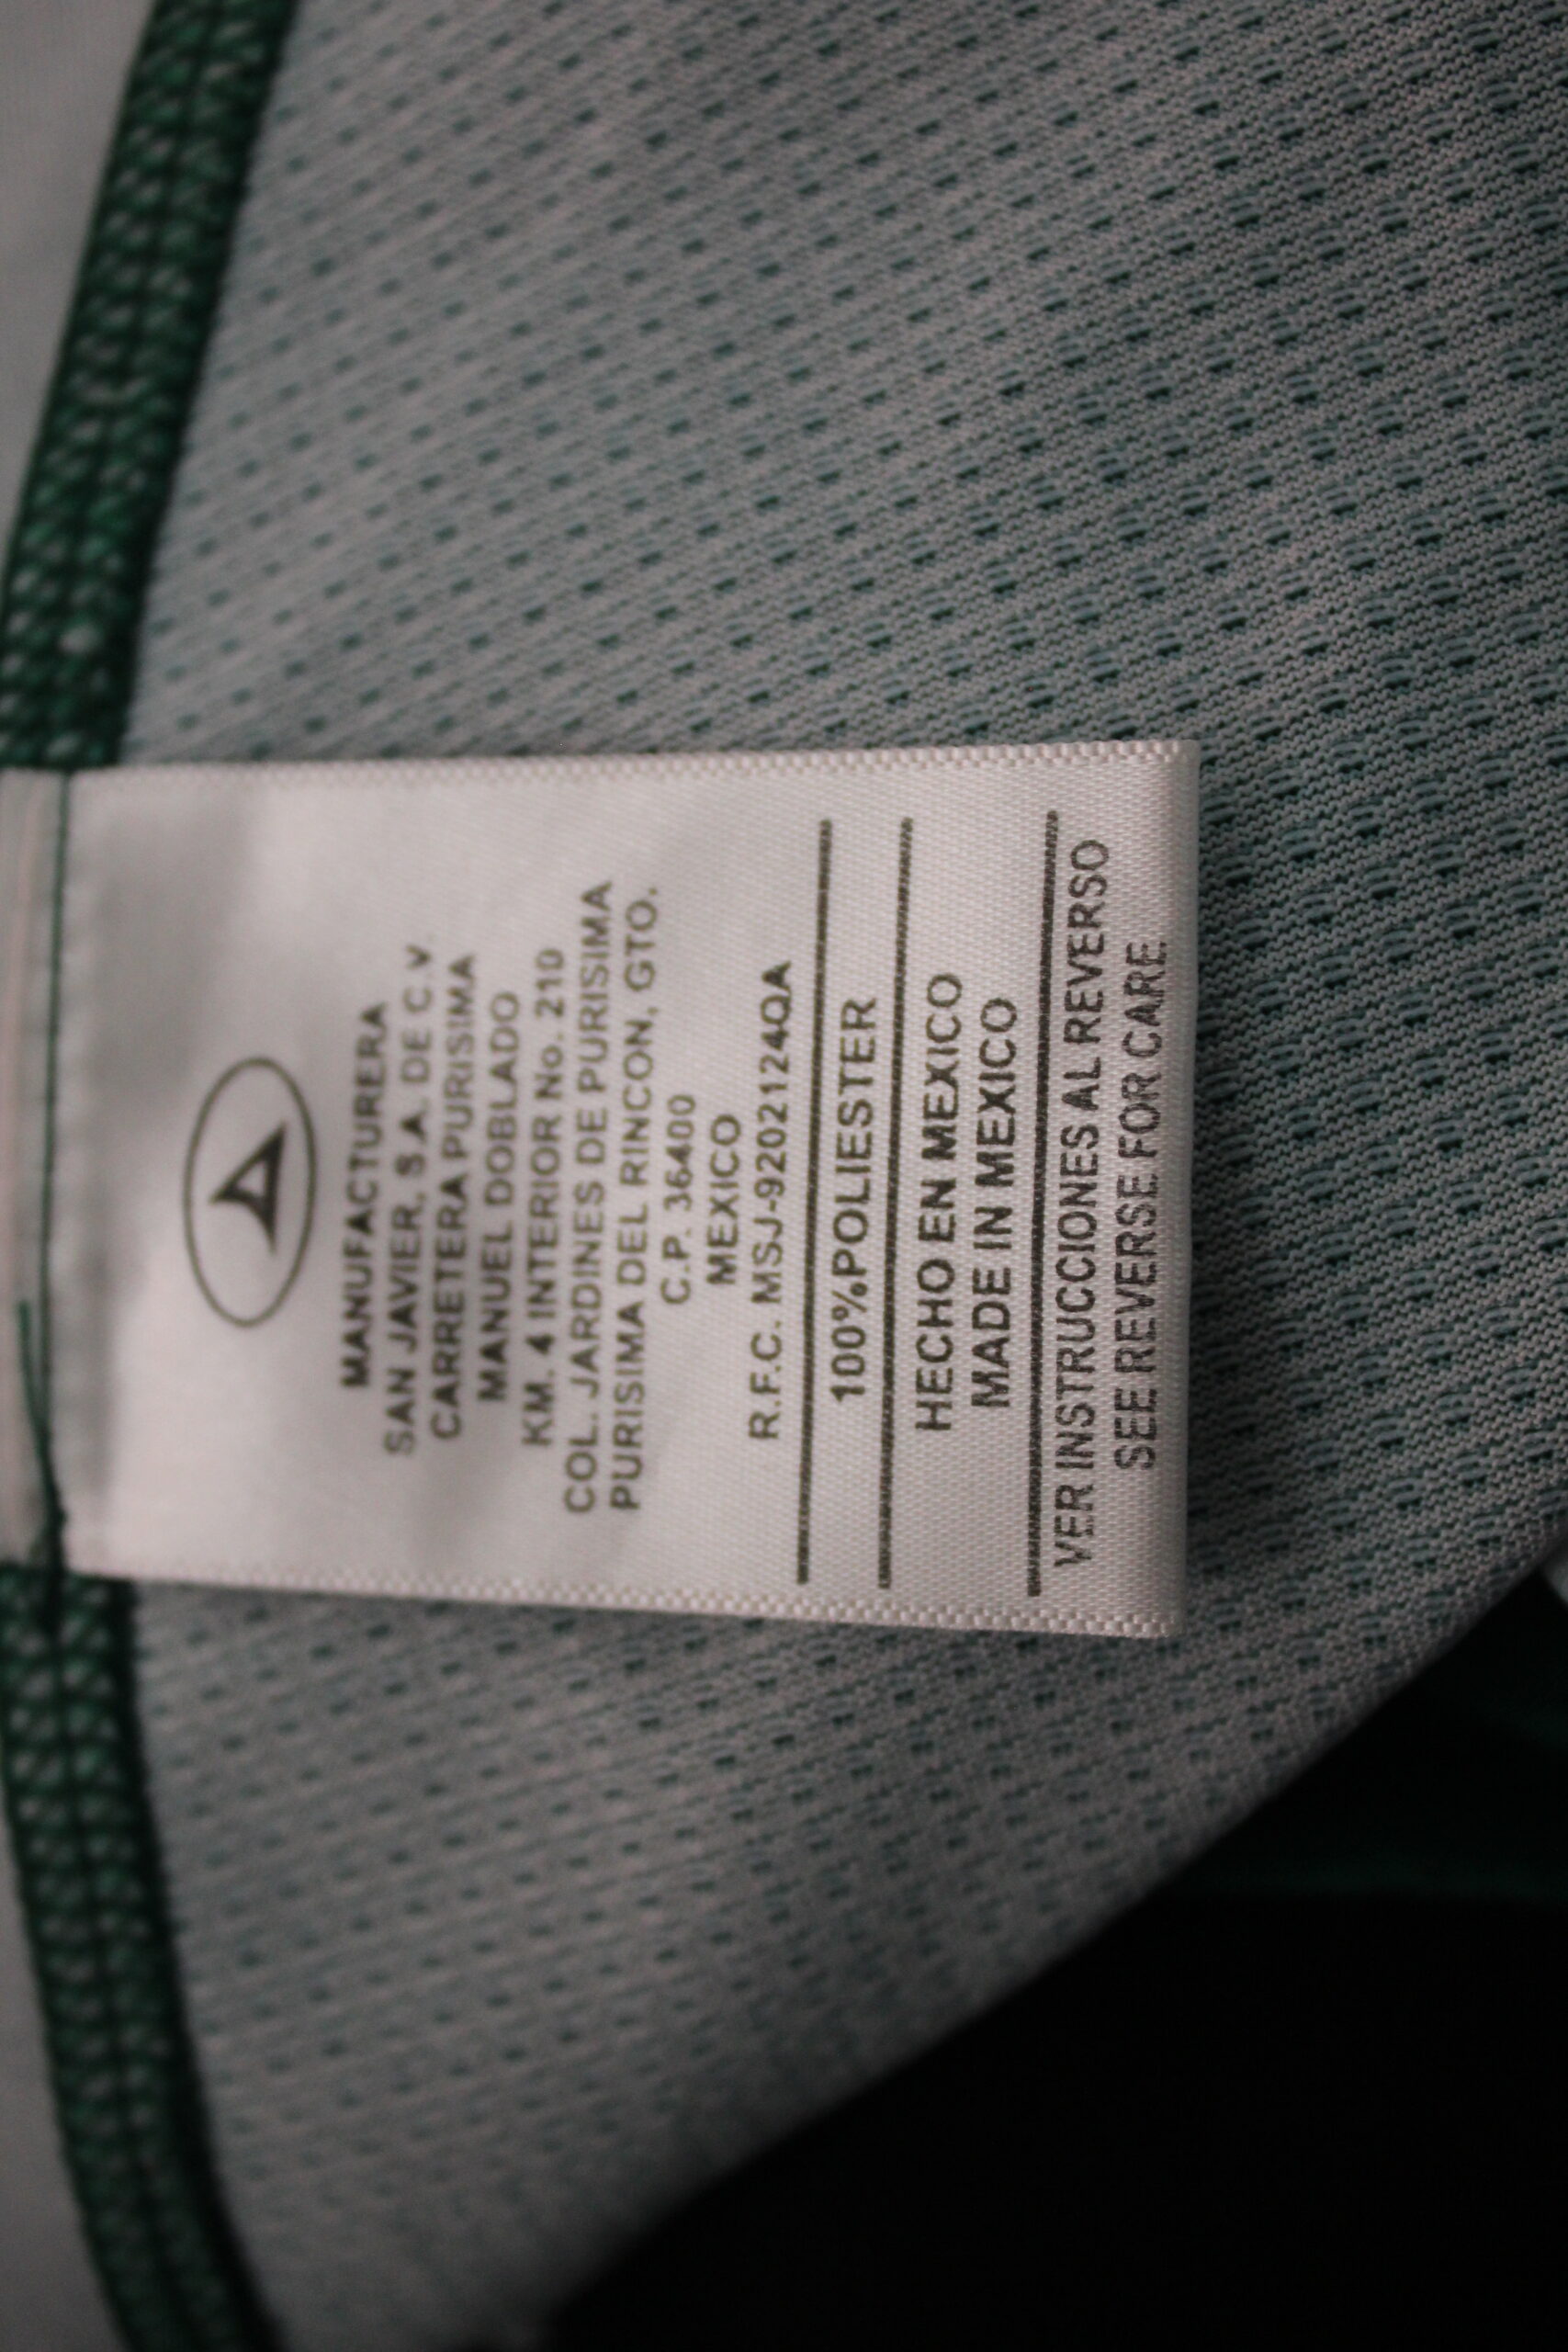 MANUFACTURERA
SAN JAVIER, S.A. DE C.V.
CARRETERA PURISIMA
MANUEL DOBLADO
KM. 4 INTERIOR No. 210
COL. JARDINES DE PURISIMA
PURISIMA DEL RINCON, GTO.
C.P. 36400
MEXICO
R.F.C. MSJ-9202124QA
100%POLIESTER
HECHO EN MEXICO
MADE IN MEXICO
VER INSTRUCCIONES AL REVERSO
SEE REVERSE FOR CARE